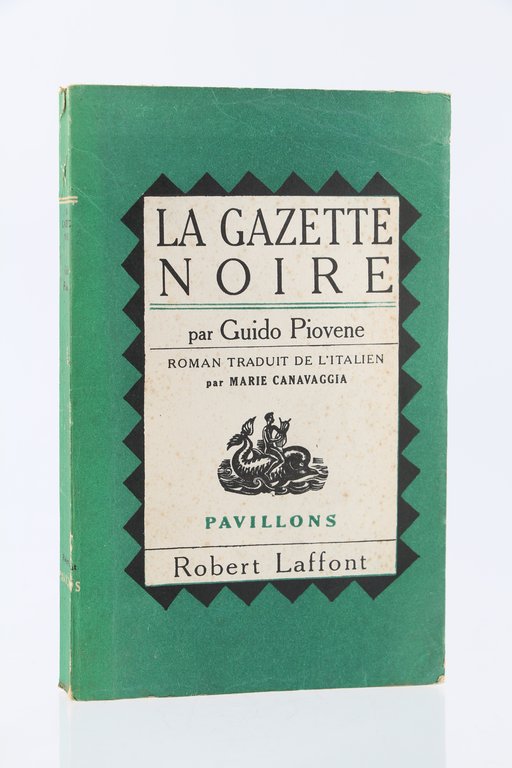 LA GAZETTE
NOIRE
par Guido Piovene
ROMAN TRADUIT DE L'ITALIEN
par MARIE CANAVAGGIA
PAVILLONS
Robert Laffont